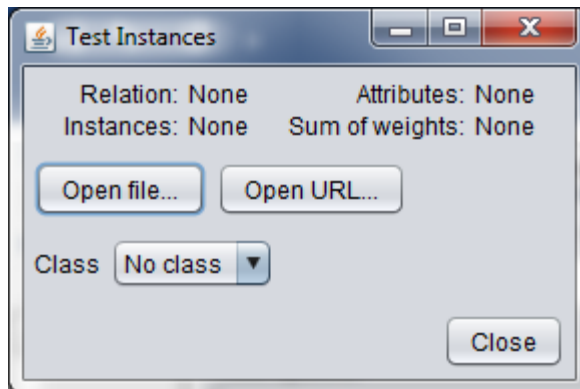 Test Instances
Relation: None Attributes: None
Instances: None Sum of weights: None
Open file... Open URL...
Class No class
Close